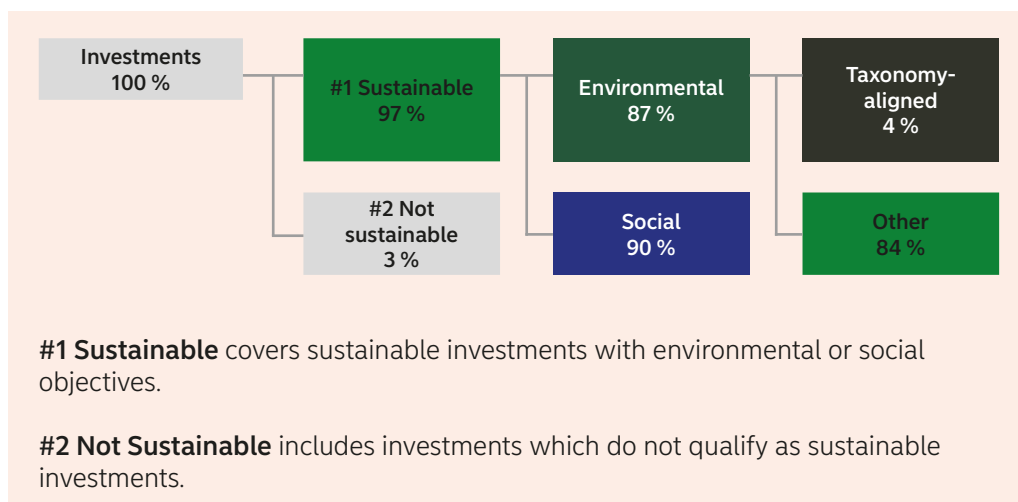 Investments
100 %
#1 Sustainable
97 %
Environmental
87 %
Taxonomy-
aligned
4 %
#2 Not
sustainable
3 %
Social
90 %
Other
84 %
#1 Sustainable covers sustainable investments with environmental or social
objectives.
#2 Not Sustainable includes investments which do not qualify as sustainable
investments.